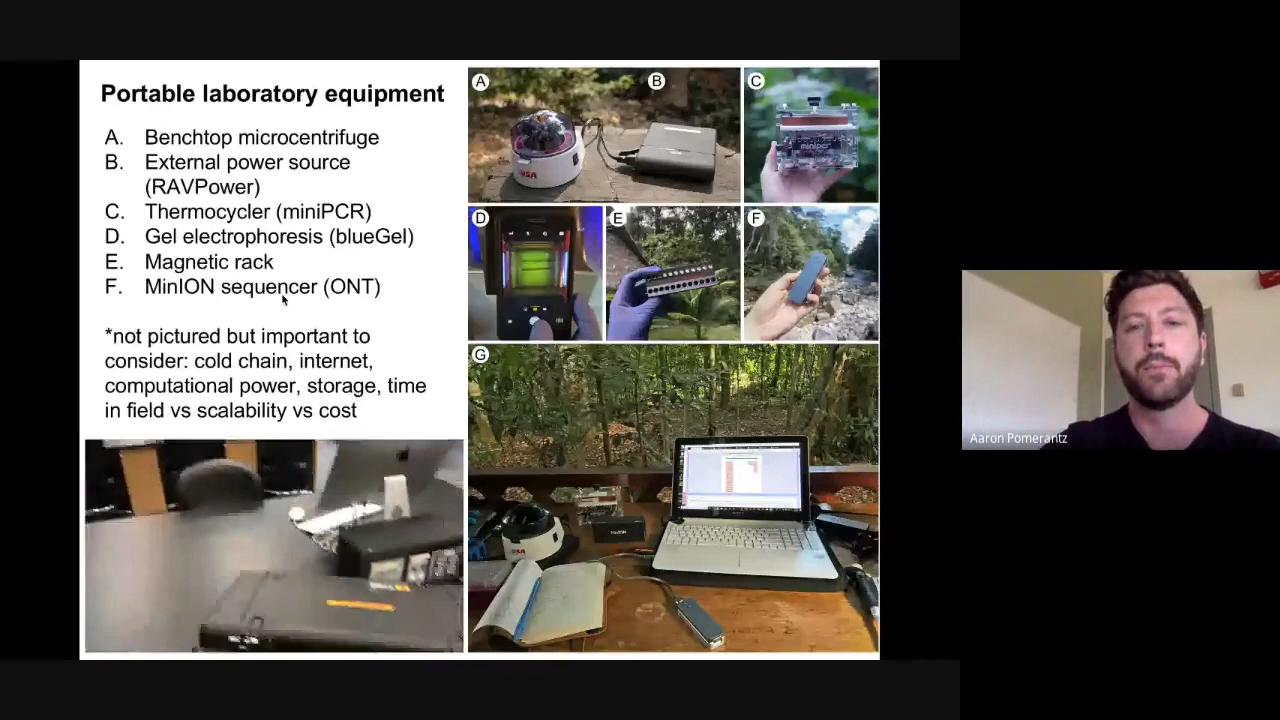 Portable laboratory equipment
A. Benchtop microcentrifuge
B. External power source
(RAVPower)
C. Thermocycler (miniPCR)
D. Gel electrophoresis (blueGel)
E. Magnetic rack
F. MinION sequencer (ONT)
*not pictured but important to
consider: cold chain, internet,
computational power, storage, time
in field vs scalability vs cost
A
B
C
USA
minipcr
D
E
F
G
Aaron Pomerantz